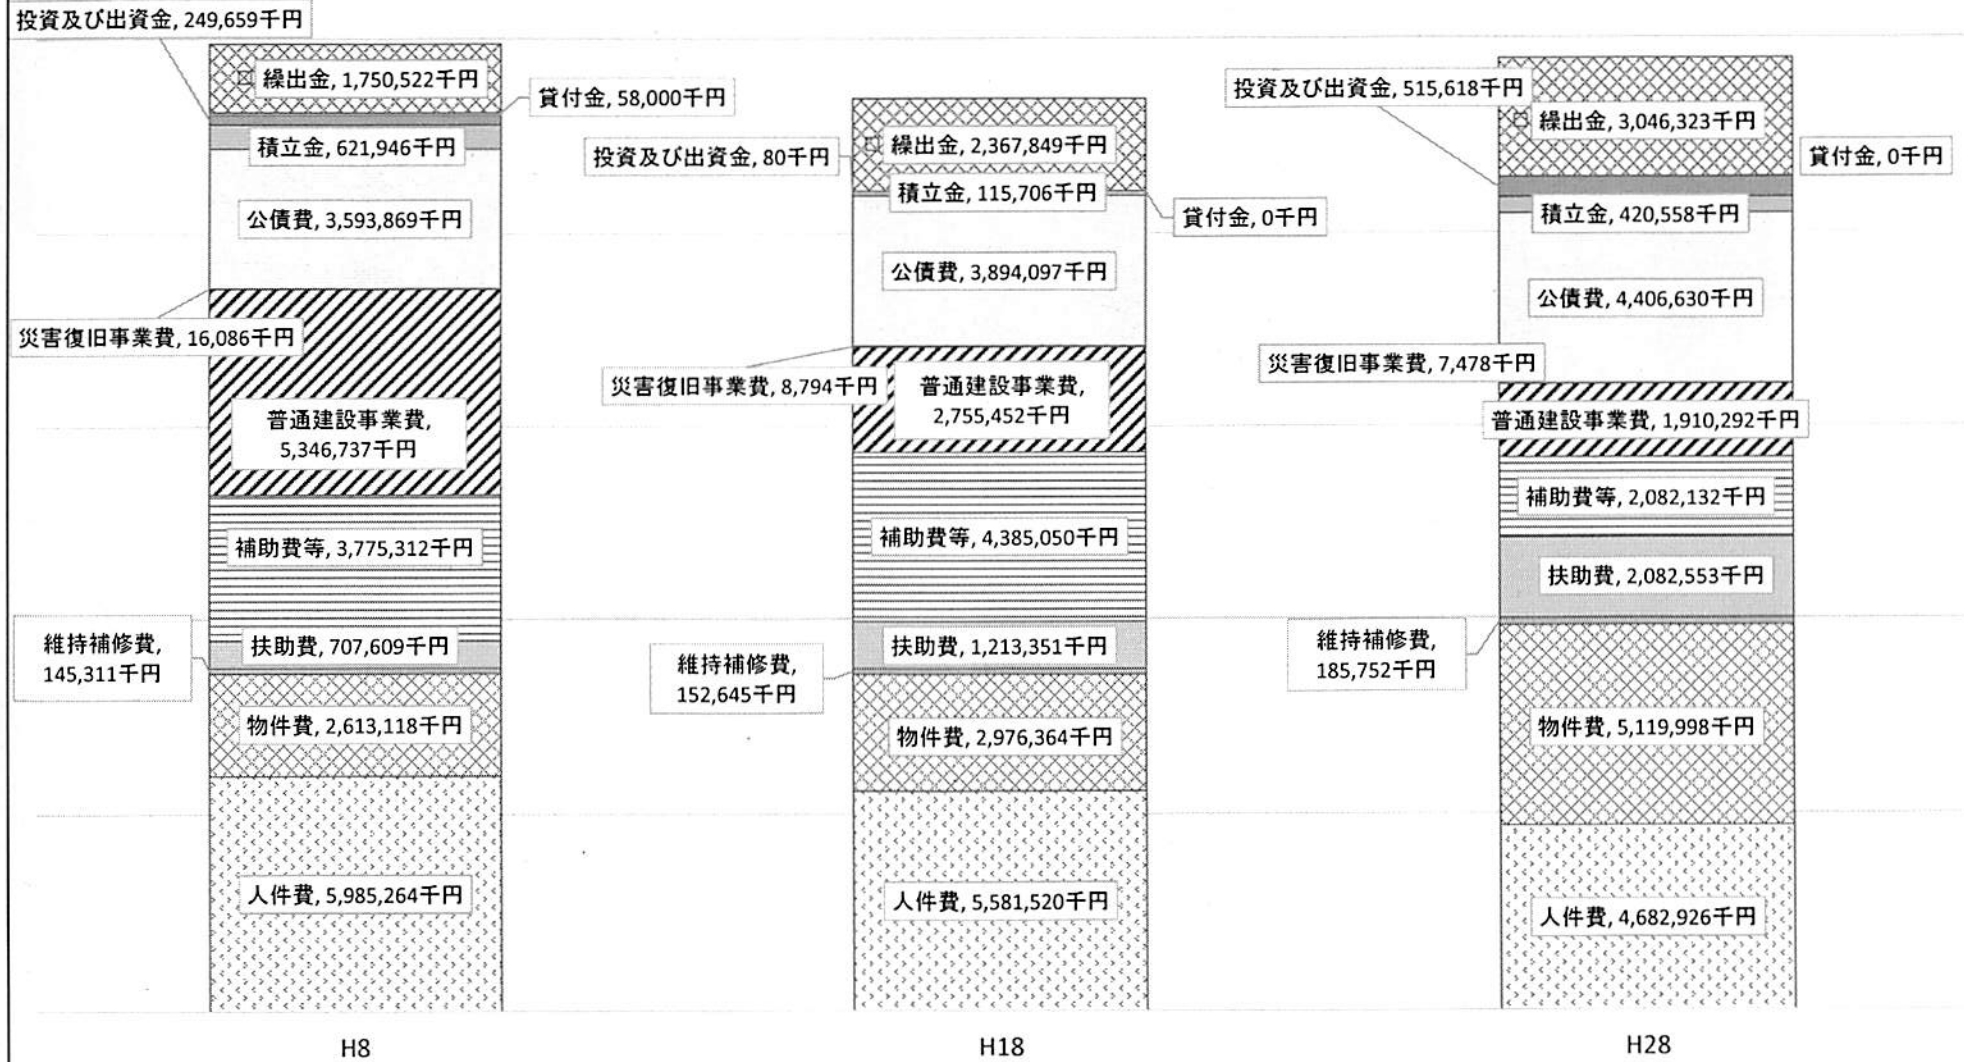 投資及び出資金, 249,659千円
繰出金, 1,750,522千円
貸付金, 58,000千円
積立金, 621,946千円
公債費, 3,593,869千円
災害復旧事業費, 16,086千円
普通建設事業費,
5,346,737千円
補助費等, 3,775,312千円
扶助費, 707,609千円
維持補修費,
145,311千円
物件費, 2,613,118千円
人件費, 5,985,264千円
H8
繰出金, 2,367,849千円
投資及び出資金, 80千円
積立金, 115,706千円
貸付金, 0千円
公債費, 3,894,097千円
災害復旧事業費, 8,794千円
普通建設事業費,
2,755,452千円
補助費等, 4,385,050千円
扶助費, 1,213,351千円
維持補修費,
152,645千円
物件費, 2,976,364千円
人件費, 5,581,520千円
H18
投資及び出資金, 515,618千円
繰出金, 3,046,323千円
貸付金, 0千円
積立金, 420,558千円
公債費, 4,406,630千円
災害復旧事業費, 7,478千円
普通建設事業費, 1,910,292千円
補助費等, 2,082,132千円
扶助費, 2,082,553千円
維持補修費,
185,752千円
物件費, 5,119,998千円
人件費, 4,682,926千円
H28